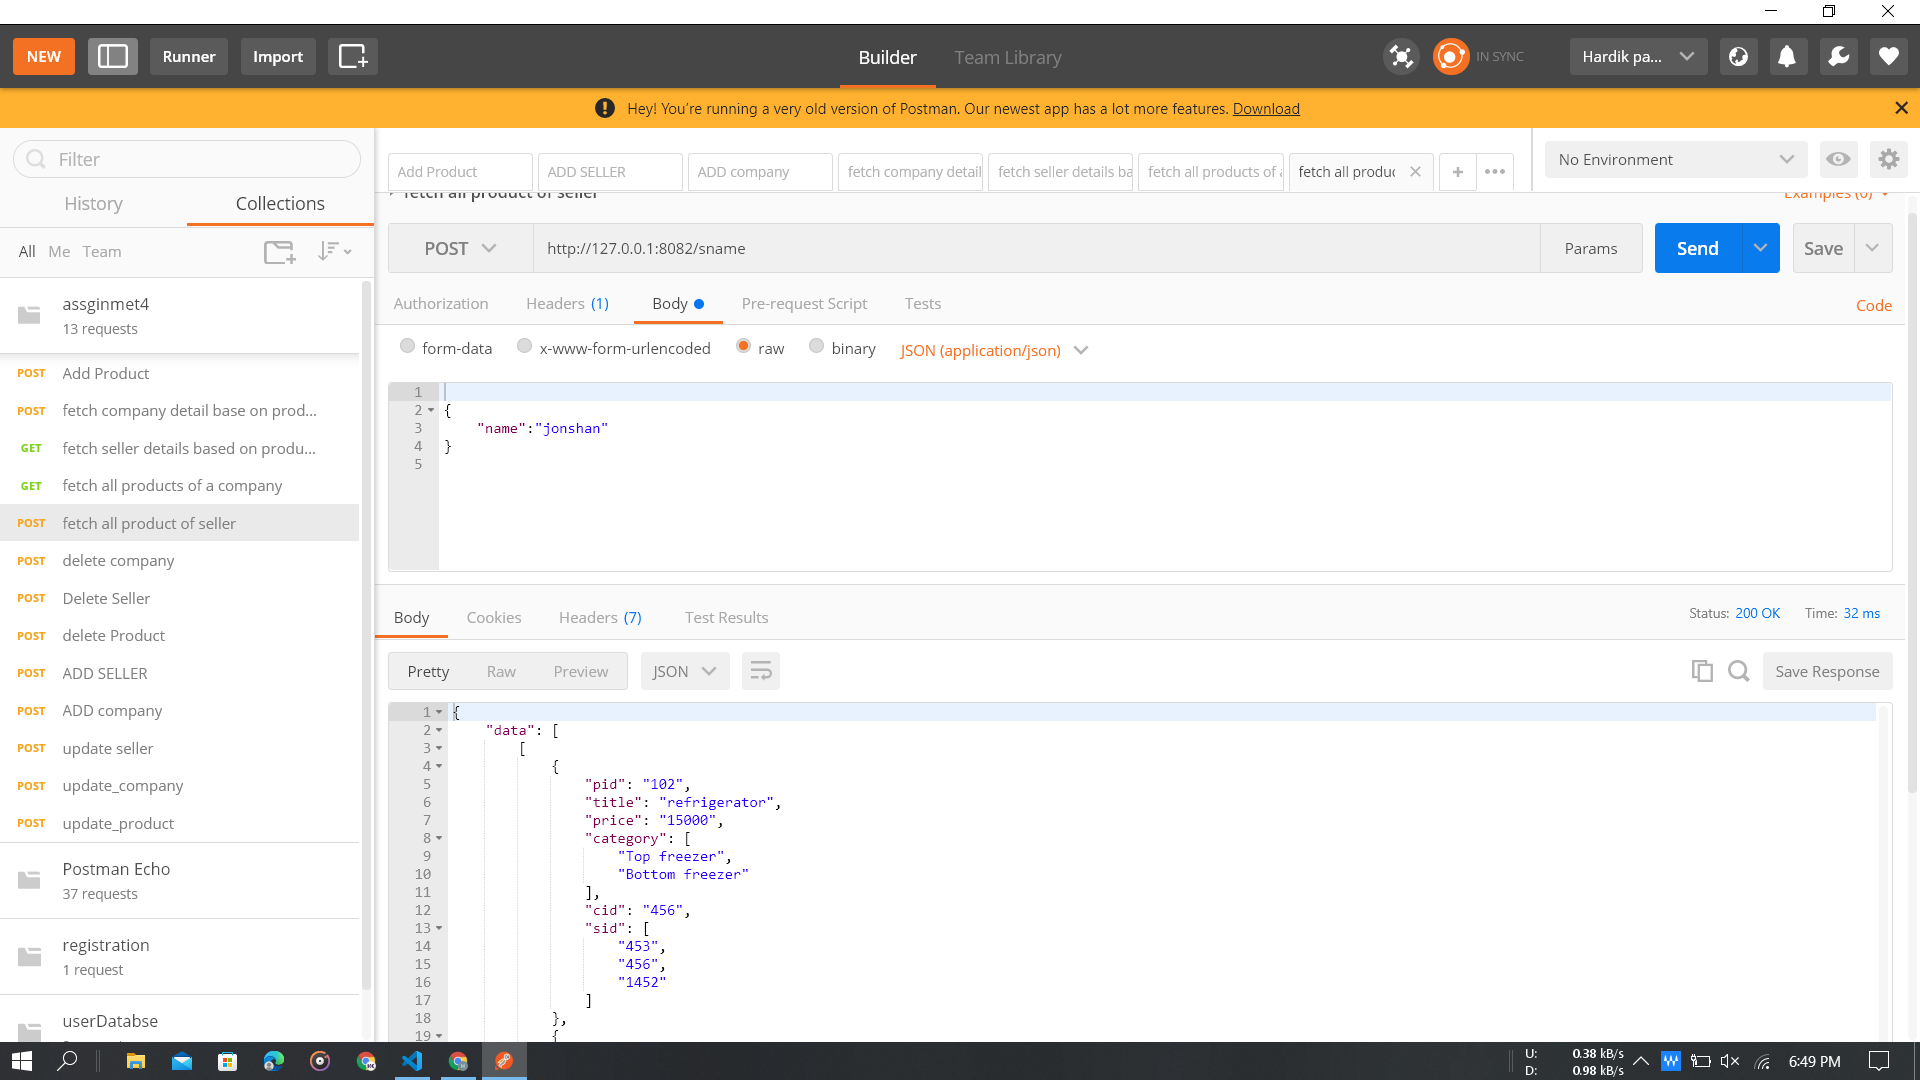 NEW Runner Import Builder Team Library IN SYNC Hardik pa...
Hey! You're running a very old version of Postman. Our newest app has a lot more features. Download
Filter
History Collections
All Me Team
assginmet4
13 requests
POST Add Product
POST fetch company detail base on prod...
GET fetch seller details based on produ...
GET fetch all products of a company
POST fetch all product of seller
POST delete company
POST Delete Seller
POST delete Product
POST ADD SELLER
POST ADD company
POST update seller
POST update_company
POST update_product
Postman Echo
37 requests
registration
1 request
userDatabse
Add Product ADD SELLER ADD company fetch company detail fetch seller details ba fetch all products of fetch all produc No Environment
fetch all product of seller Examples (0)
POST http://127.0.0.1:8082/sname Params Send Save
Authorization Headers (1) Body Pre-request Script Tests Code
form-data x-www-form-urlencoded raw binary JSON (application/json)
1
2 {
3 "name":"jonshan"
4 }
5
Body Cookies Headers (7) Test Results Status: 200 OK Time: 32 ms
Pretty Raw Preview JSON Save Response
1 {
2 "data": [
3 [
4 {
5 "pid": "102",
6 "title": "refrigerator",
7 "price": "15000",
8 "category": [
9 "Top freezer",
10 "Bottom freezer"
11 ],
12 "cid": "456",
13 "sid": [
14 "453",
15 "456",
16 "1452"
17 ]
18 },
19 {
U: 0.38 kB/s
D: 0.98 kB/s
6:49 PM